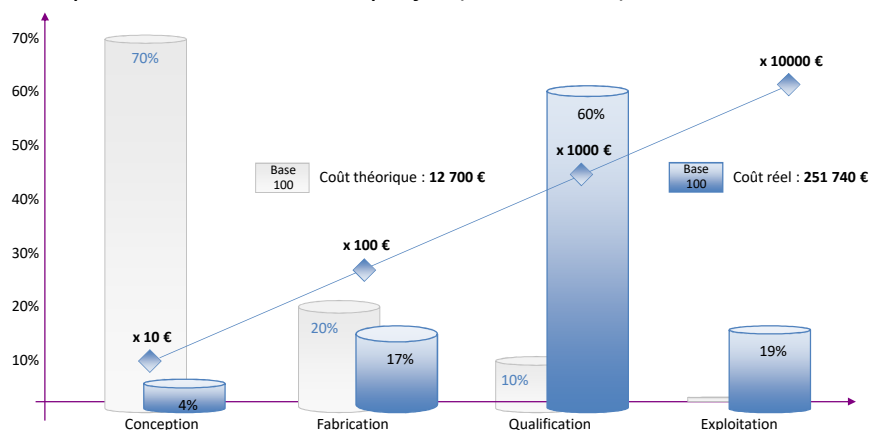 70%
60%
50%
40%
30%
20%
10%
70%
4%
x 10 €
20%
17%
x 100 €
10%
60%
x 1000 €
19%
x 10000 €
Base
100
Coût théorique : 12 700 €
Base
100
Coût réel : 251 740 €
Conception
Fabrication
Qualification
Exploitation